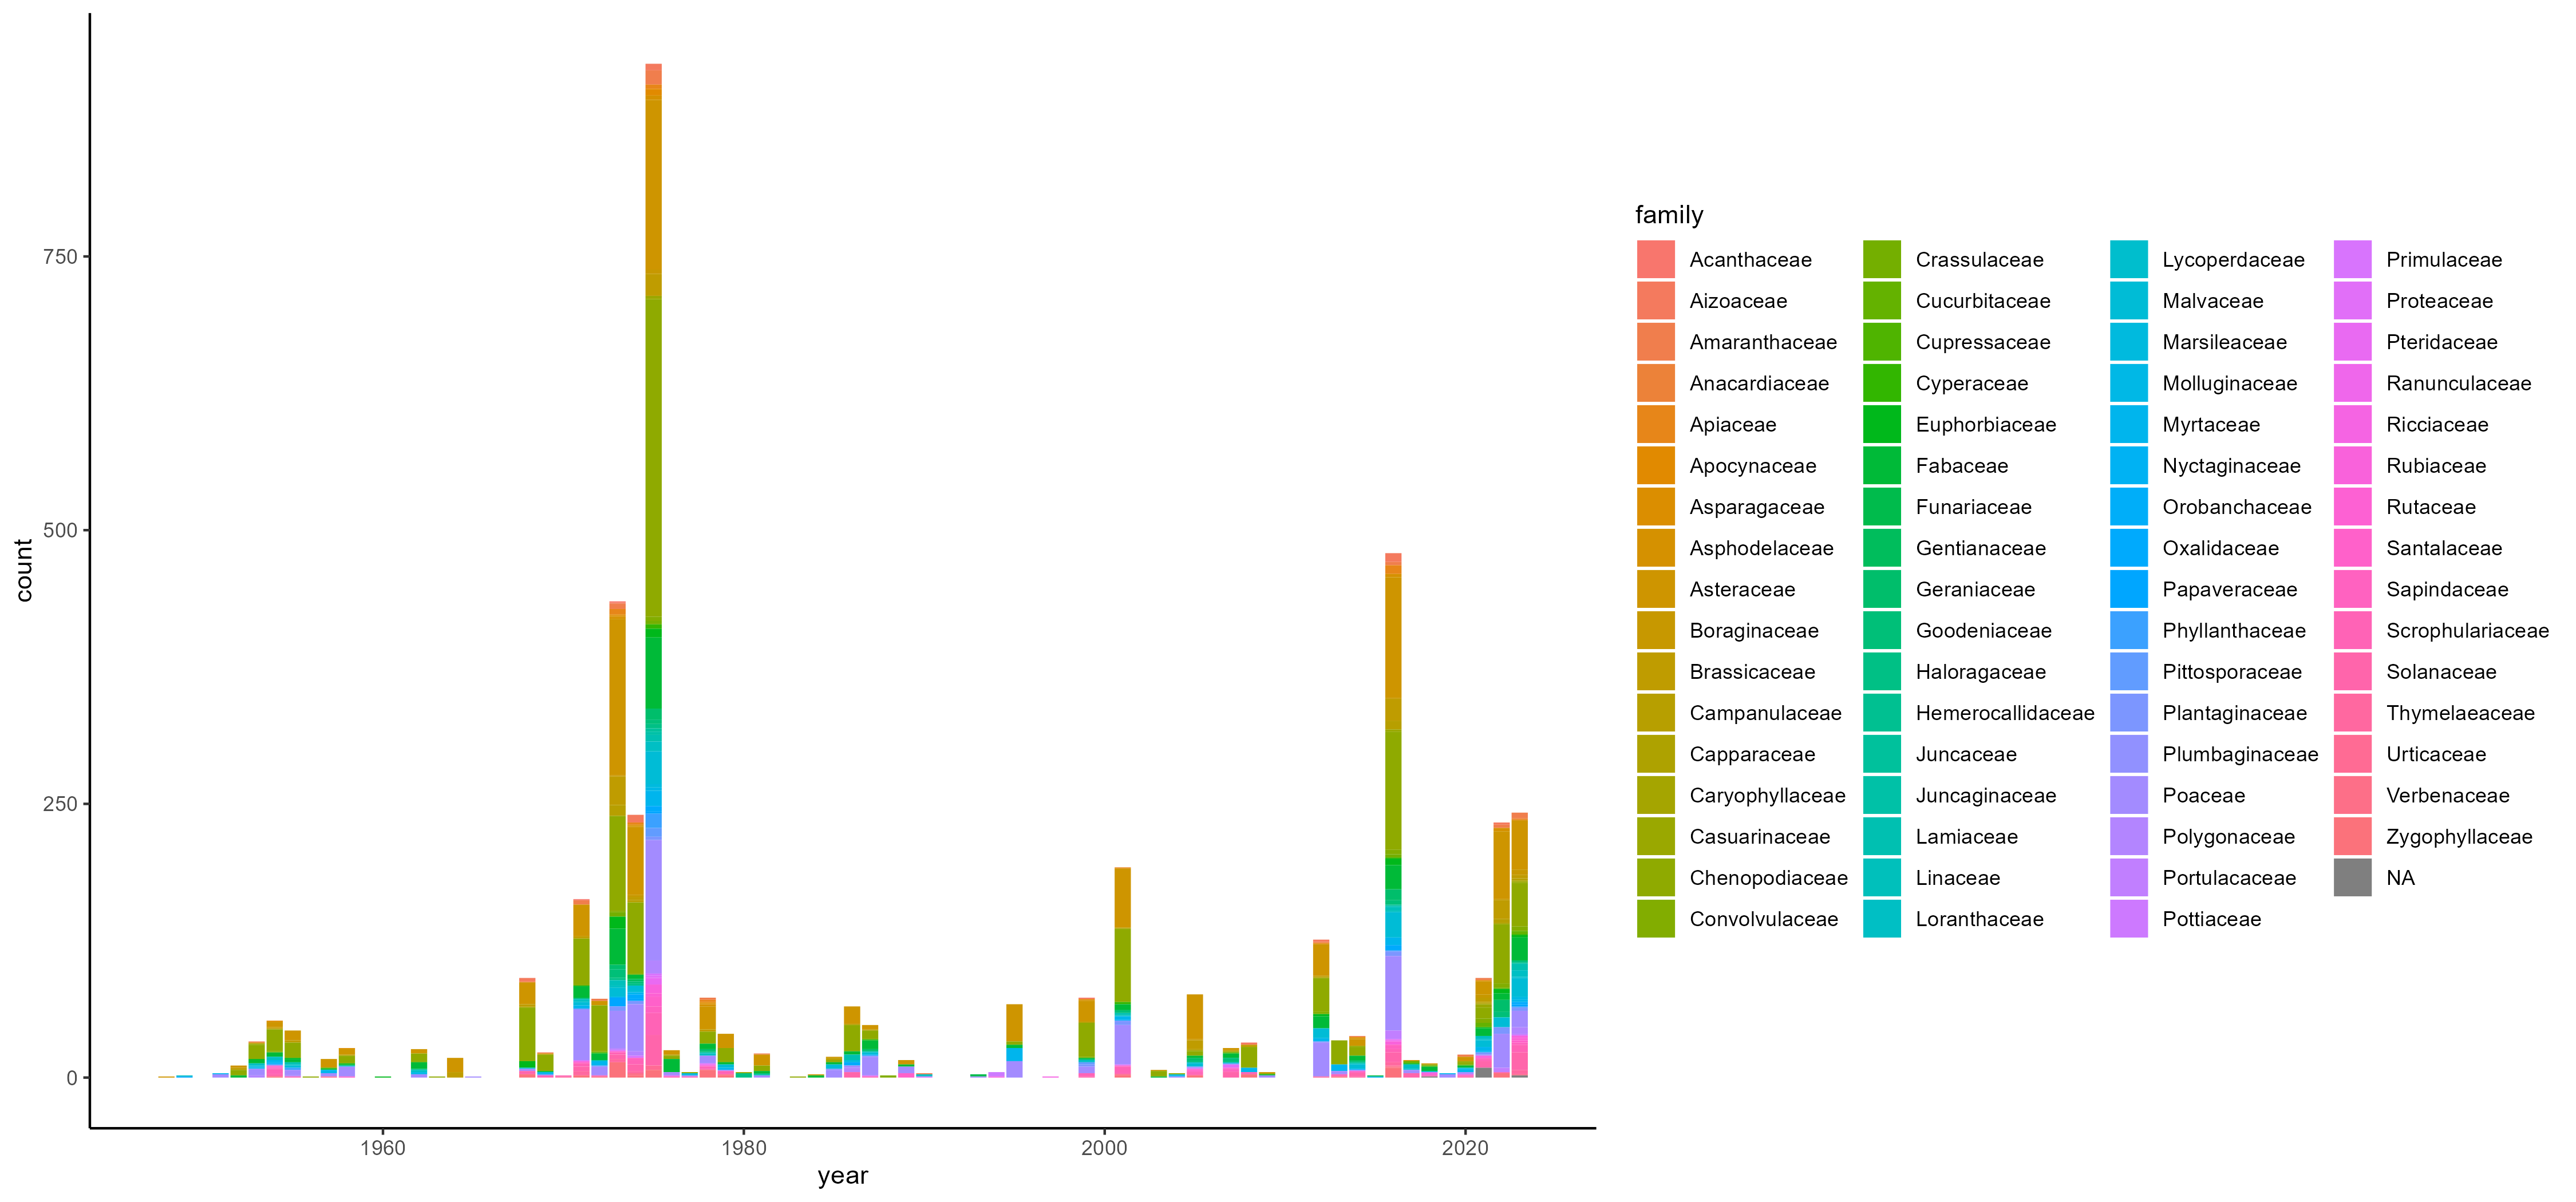 750
500
250
0
count
1960
1980
2000
2020
year
family
Acanthaceae
Aizoaceae
Amaranthaceae
Anacardiaceae
Apiaceae
Apocynaceae
Asparagaceae
Asphodelaceae
Asteraceae
Boraginaceae
Brassicaceae
Campanulaceae
Capparaceae
Caryophyllaceae
Casuarinaceae
Chenopodiaceae
Convolvulaceae
Crassulaceae
Cucurbitaceae
Cupressaceae
Cyperaceae
Euphorbiaceae
Fabaceae
Funariaceae
Gentianaceae
Geraniaceae
Goodeniaceae
Haloragaceae
Hemerocallidaceae
Juncaceae
Juncaginaceae
Lamiaceae
Linaceae
Loranthaceae
Lycoperdaceae
Malvaceae
Marsileaceae
Molluginaceae
Myrtaceae
Nyctaginaceae
Orobanchaceae
Oxalidaceae
Papaveraceae
Phyllanthaceae
Pittosporaceae
Plantaginaceae
Plumbaginaceae
Poaceae
Polygonaceae
Portulacaceae
Pottiaceae
Primulaceae
Proteaceae
Pteridaceae
Ranunculaceae
Ricciaceae
Rubiaceae
Rutaceae
Santalaceae
Sapindaceae
Scrophulariaceae
Solanaceae
Thymelaeaceae
Urticaceae
Verbenaceae
Zygophyllaceae
NA